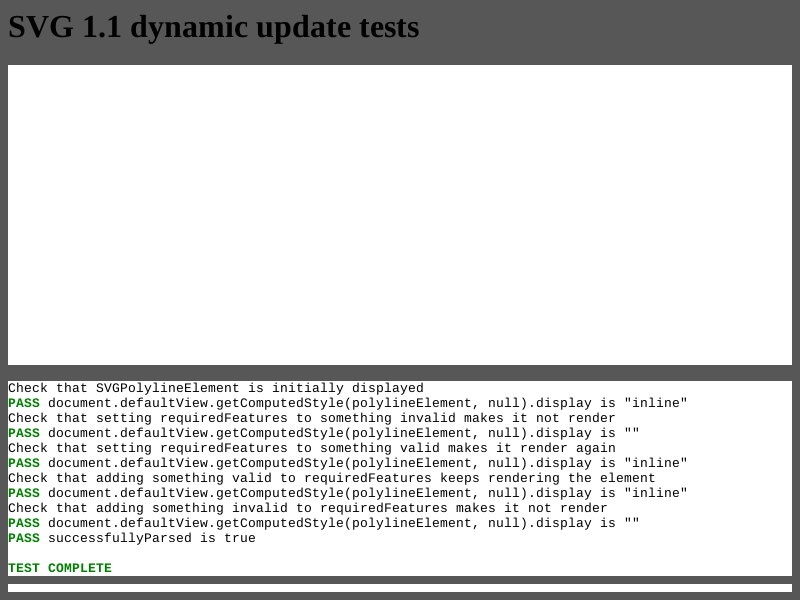 SVG 1.1 dynamic update tests
Check that SVGPolylineElement is initially displayed
PASS document.defaultView.getComputedStyle(polylineElement, null).display is "inline"
Check that setting requiredFeatures to something invalid makes it not render
PASS document.defaultView.getComputedStyle(polylineElement, null).display is ""
Check that setting requiredFeatures to something valid makes it render again
PASS document.defaultView.getComputedStyle(polylineElement, null).display is "inline"
Check that adding something valid to requiredFeatures keeps rendering the element
PASS document.defaultView.getComputedStyle(polylineElement, null).display is "inline"
Check that adding something invalid to requiredFeatures makes it not render
PASS document.defaultView.getComputedStyle(polylineElement, null).display is ""
PASS successfullyParsed is true
TEST COMPLETE